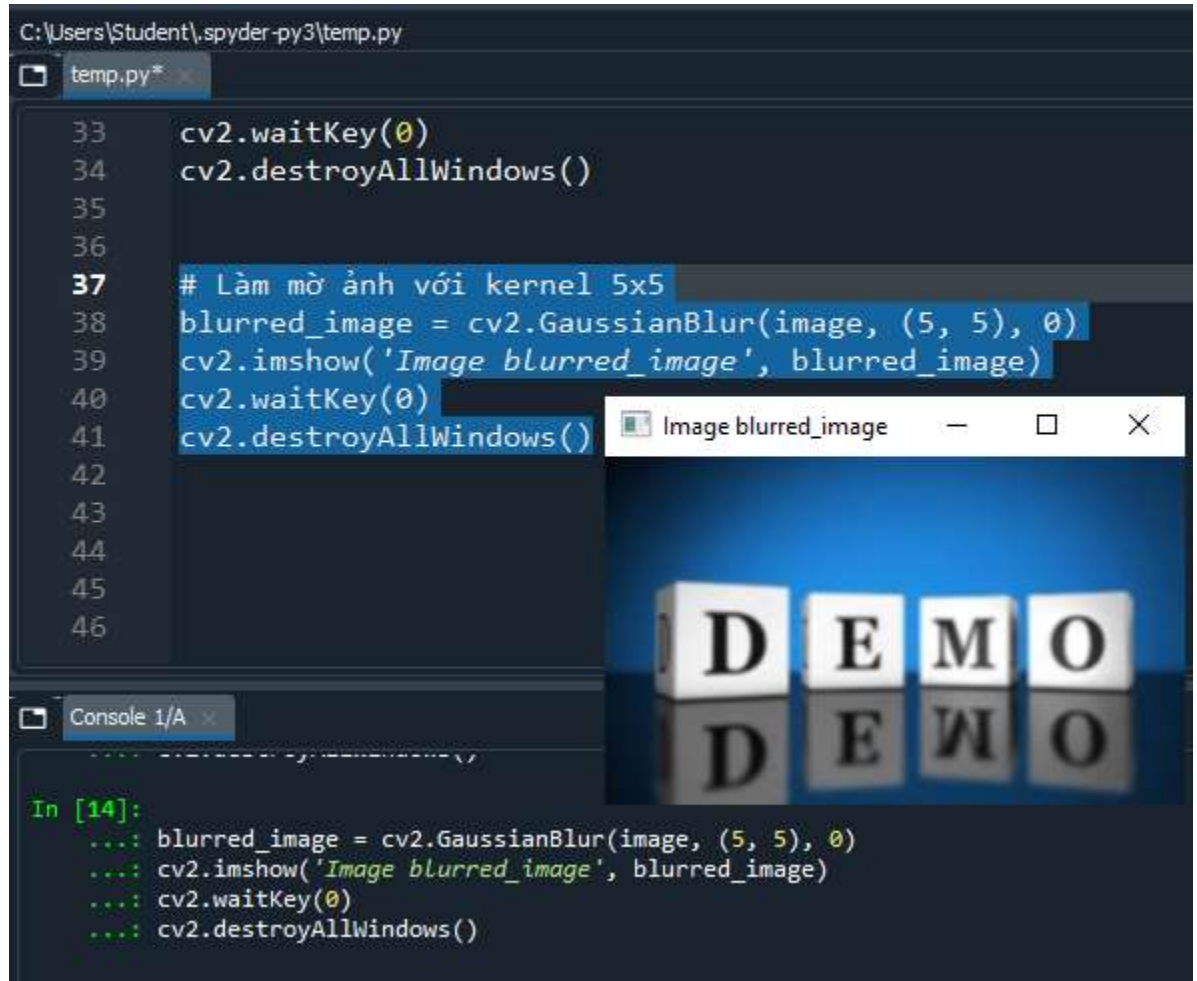 C:\Users\Student\.spyder-py3\temp.py
temp.py*
33 cv2.waitKey(0)
34 cv2.destroyAllWindows()
35
36
37 # Làm mờ ảnh với kernel 5x5
38 blurred_image = cv2.GaussianBlur(image, (5, 5), 0)
39 cv2.imshow('Image blurred_image', blurred_image)
40 cv2.waitKey(0)
41 cv2.destroyAllWindows()
42
43
44
45
46
Image blurred_image
D E M O
D E M O
Console 1/A
In [14]:
...: blurred_image = cv2.GaussianBlur(image, (5, 5), 0)
...: cv2.imshow('Image blurred_image', blurred_image)
...: cv2.waitKey(0)
...: cv2.destroyAllWindows()